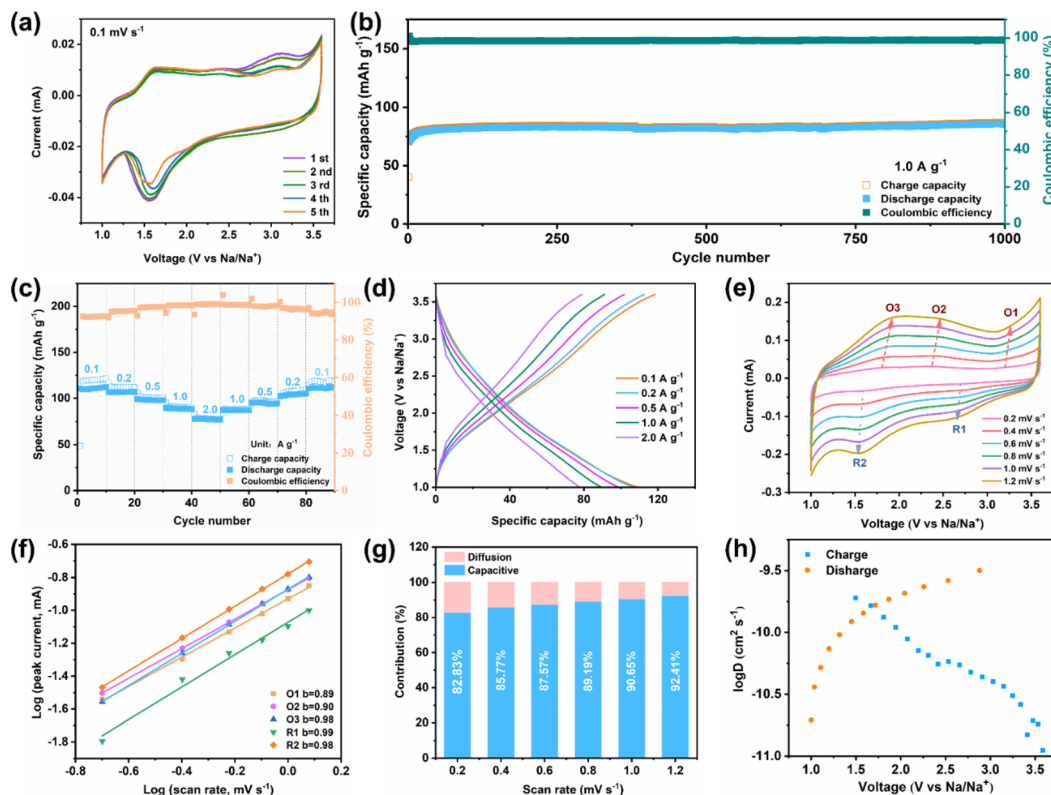 (a)
0.1 mV s⁻¹
0.02
0.00
-0.02
-0.04
Current (mA)
1 st
2 nd
3 rd
4 th
5 th
1.0 1.5 2.0 2.5 3.0 3.5
Voltage (V vs Na/Na⁺)
(b)
150
100
50
0
Specific capacity (mAh g⁻¹)
1.0 A g⁻¹
Charge capacity
Discharge capacity
Coulombic efficiency
100
80
60
40
20
0
Coulombic efficiency (%)
0 250 500 750 1000
Cycle number
(c)
200
150
100
50
0
Specific capacity (mAh g⁻¹)
0.1 0.2 0.5 1.0 2.0 1.0 0.5 0.2 0.1
Unit: A g⁻¹
Charge capacity
Discharge capacity
Coulombic efficiency
100
80
60
40
20
0
Coulombic efficiency (%)
0 20 40 60 80
Cycle number
(d)
4.0
3.5
3.0
2.5
2.0
1.5
1.0
Voltage (V vs Na/Na⁺)
0.1 A g⁻¹
0.2 A g⁻¹
0.5 A g⁻¹
1.0 A g⁻¹
2.0 A g⁻¹
0 40 80 120
Specific capacity (mAh g⁻¹)
(e)
0.2
0.1
0.0
-0.1
-0.2
-0.3
Current (mA)
O3 O2 O1
R1
R2
0.2 mV s⁻¹
0.4 mV s⁻¹
0.6 mV s⁻¹
0.8 mV s⁻¹
1.0 mV s⁻¹
1.2 mV s⁻¹
1.0 1.5 2.0 2.5 3.0 3.5
Voltage (V vs Na/Na⁺)
(f)
-0.6
-0.8
-1.0
-1.2
-1.4
-1.6
-1.8
Log (peak current, mA)
O1 b=0.89
O2 b=0.90
O3 b=0.98
R1 b=0.99
R2 b=0.98
-0.8 -0.6 -0.4 -0.2 0.0 0.2
Log (scan rate, mV s⁻¹)
(g)
120
100
80
60
40
20
0
Contribution (%)
Diffusion
Capacitive
82.83%
85.77%
87.57%
89.19%
90.65%
92.41%
0.2 0.4 0.6 0.8 1.0 1.2
Scan rate (mV s⁻¹)
(h)
Charge
Disharge
-9.5
-10.0
-10.5
-11.0
logD (cm² s⁻¹)
1.0 1.5 2.0 2.5 3.0 3.5
Voltage (V vs Na/Na⁺)